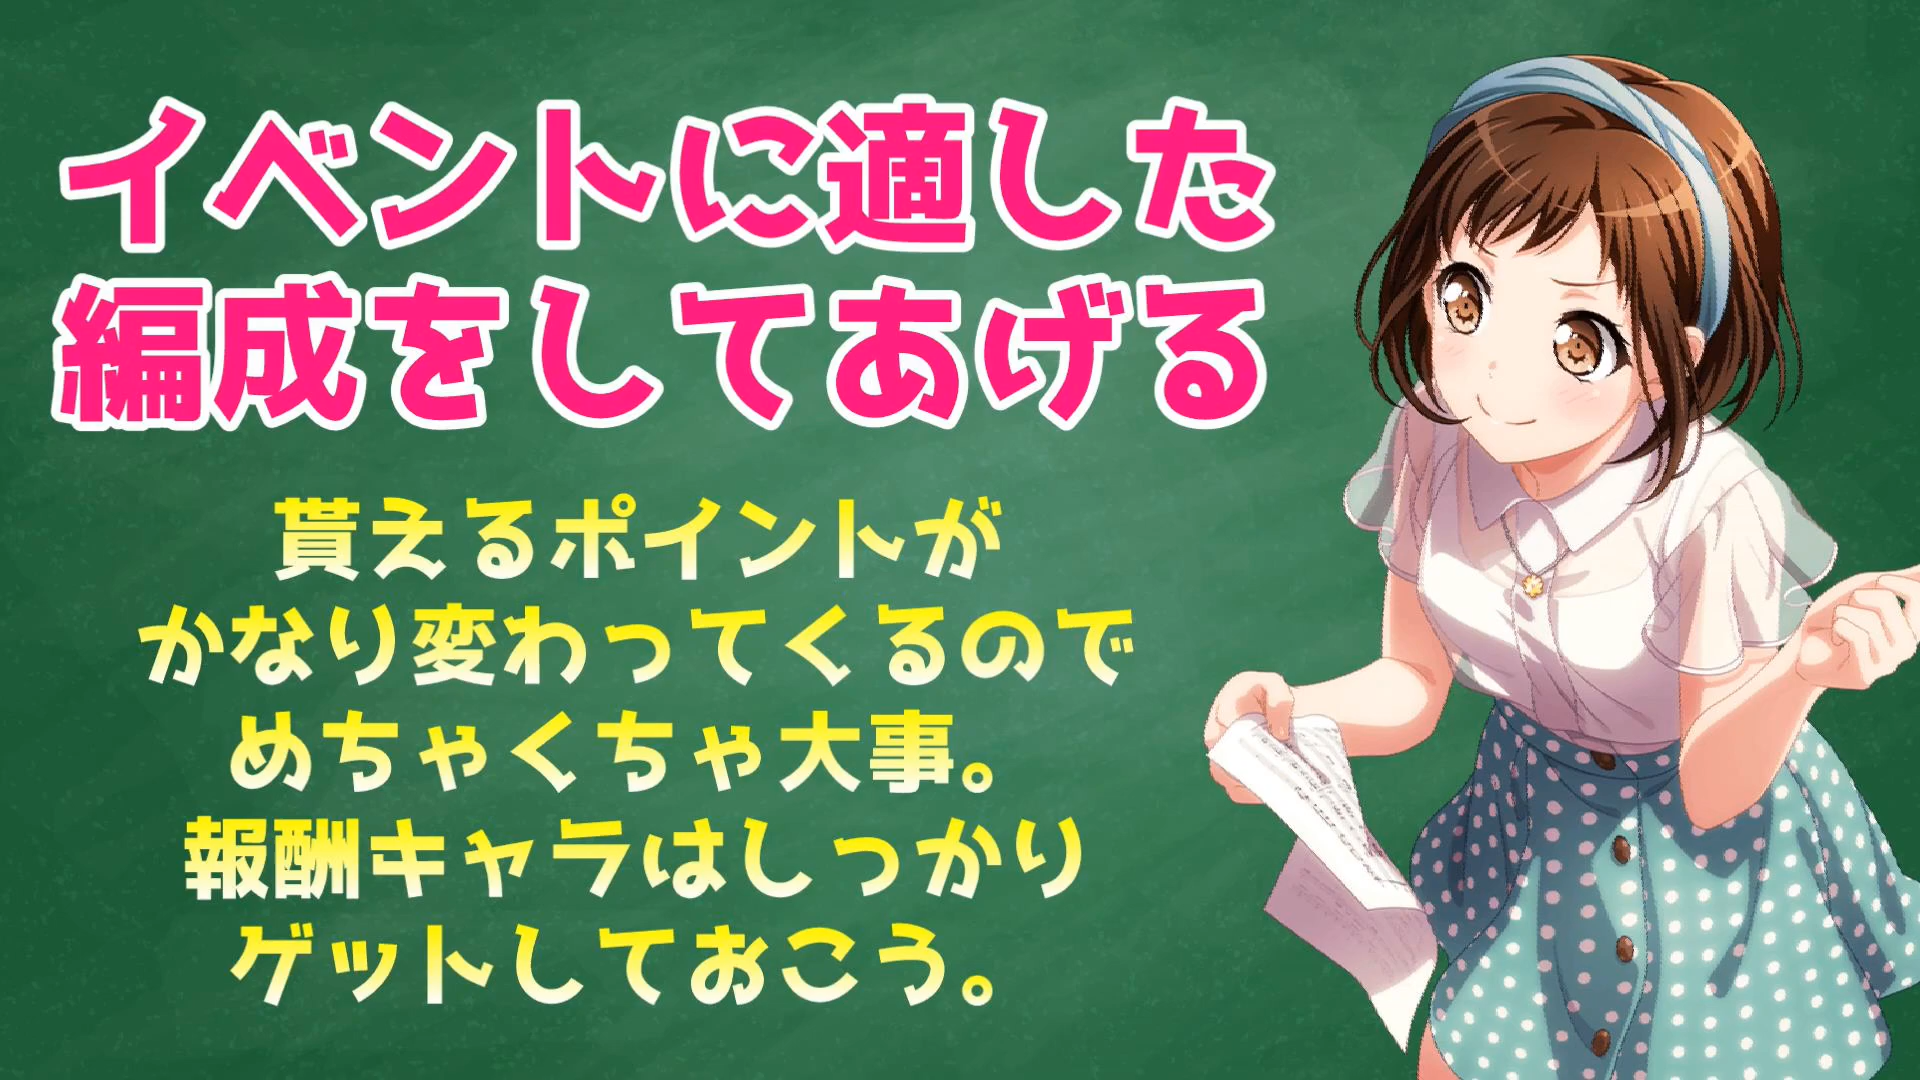 イベントに適した
編成をしてあげる
貰えるポイントが
かなり変わってくるので
めちゃくちゃ大事。
報酬キャラはしっかり
ゲットしておこう。